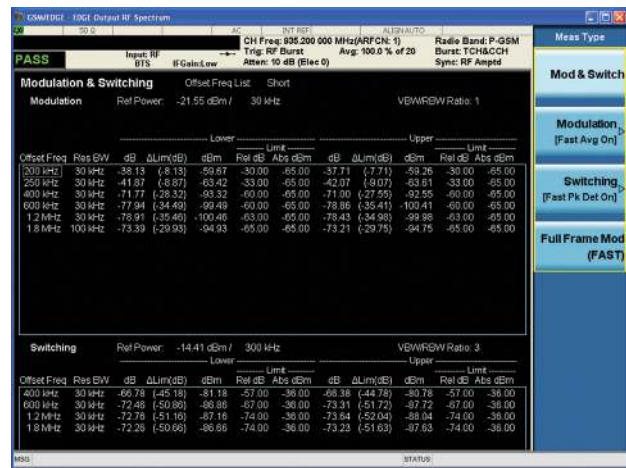 GSM/EDGE - EDGE Output RF Spectrum
50 Ω AC INT REF ALIGN AUTO
CH Freq: 935.200 000 MHz(ARFCN: 1) Radio Band: P-GSM
PASS Input: RF Trig: RF Burst Avg: 100.0 % of 20 Burst: TCH&CCH
BTS IFGain:Low Atten: 10 dB (Elec 0) Sync: RF Amptd
Modulation & Switching Offset Freq List Short
Modulation Ref Power: -21.55 dBm / 30 kHz VBW/RBW Ratio: 1
Lower Upper
Limit Limit
Offset Freq Res BW dB ΔLim(dB) dBm Rel dB Abs dBm dB ΔLim(dB) dBm Rel dB Abs dBm
200 kHz 30 kHz -38.13 (-8.13) -59.67 -30.00 -65.00 -37.71 (-7.71) -59.26 -30.00 -65.00
250 kHz 30 kHz -41.87 (-8.87) -63.42 -33.00 -65.00 -42.07 (-9.07) -63.61 -33.00 -65.00
400 kHz 30 kHz -71.77 (-28.32) -93.32 -60.00 -65.00 -71.00 (-27.55) -92.55 -60.00 -65.00
600 kHz 30 kHz -77.94 (-34.49) -99.49 -60.00 -65.00 -78.86 (-35.41) -100.41 -60.00 -65.00
1.2 MHz 30 kHz -78.91 (-35.46) -100.46 -63.00 -65.00 -78.43 (-34.98) -99.98 -63.00 -65.00
1.8 MHz 100 kHz -73.39 (-29.93) -94.93 -65.00 -65.00 -73.21 (-29.75) -94.75 -65.00 -65.00
Switching Ref Power: -14.41 dBm / 300 kHz VBW/RBW Ratio: 3
Lower Upper
Limit Limit
Offset Freq Res BW dB ΔLim(dB) dBm Rel dB Abs dBm dB ΔLim(dB) dBm Rel dB Abs dBm
400 kHz 30 kHz -66.78 (-45.18) -81.18 -57.00 -36.00 -66.38 (-44.78) -80.78 -57.00 -36.00
600 kHz 30 kHz -72.46 (-50.86) -86.86 -67.00 -36.00 -73.31 (-51.72) -87.72 -67.00 -36.00
1.2 MHz 30 kHz -72.76 (-51.16) -87.16 -74.00 -36.00 -73.64 (-52.04) -88.04 -74.00 -36.00
1.8 MHz 30 kHz -72.26 (-50.66) -86.66 -74.00 -36.00 -73.23 (-51.63) -87.63 -74.00 -36.00
MSG STATUS
Meas Type
Mod & Switch
Modulation
[Fast Avg On]
Switching
[Fast Pk Det On]
Full Frame Mod
(FAST)